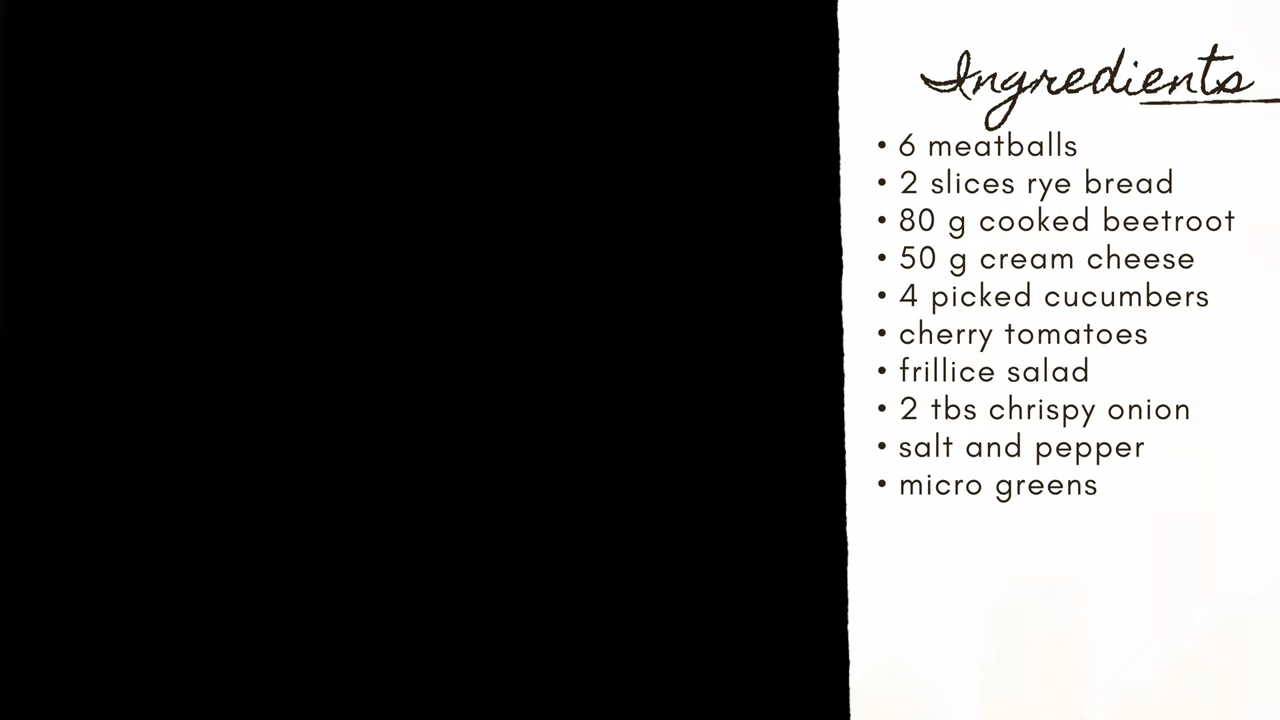 Ingredients
• 6 meatballs
• 2 slices rye bread
• 80 g cooked beetroot
• 50 g cream cheese
• 4 picked cucumbers
• cherry tomatoes
• frillice salad
• 2 tbs chrispy onion
• salt and pepper
• micro greens